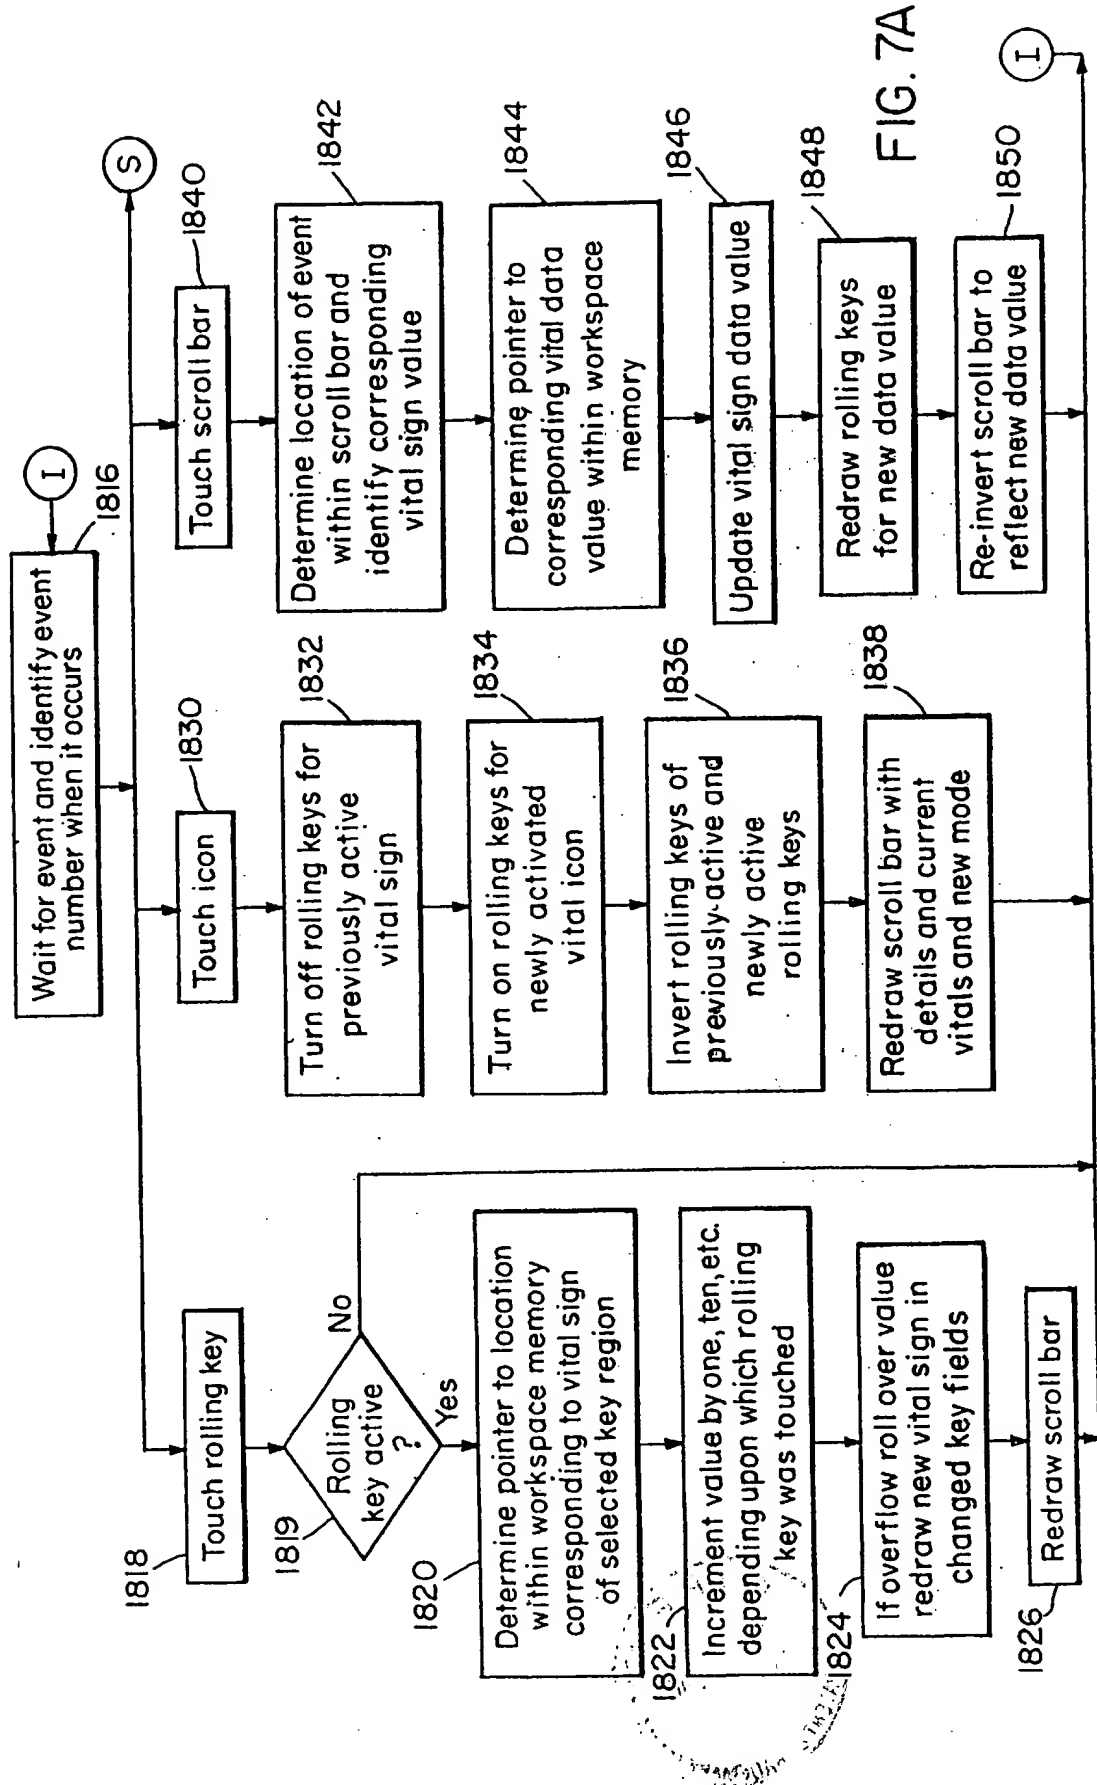 Wait for event and identify event
number when it occurs
I
1816
S
1818
Touch rolling key
1819
Rolling
key active
?
No
Yes
1820
Determine pointer to location
within workspace memory
corresponding to vital sign
of selected key region
1822
Increment value by one, ten, etc.
depending upon which rolling
key was touched
1824
If overflow roll over value
redraw new vital sign in
changed key fields
1826
Redraw scroll bar
1830
Touch icon
1832
Turn off rolling keys for
previously active
vital sign
1834
Turn on rolling keys for
newly activated
vital icon
1836
Invert rolling keys of
previously-active and
newly active
rolling keys
1838
Redraw scroll bar with
details and current
vitals and new mode
1840
Touch scroll bar
1842
Determine location of event
within scroll bar and
identify corresponding
vital sign value
1844
Determine pointer to
corresponding vital data
value within workspace
memory
1846
Update vital sign data value
1848
Redraw rolling keys
for new data value
1850
Re-invert scroll bar to
reflect new data value
I
FIG. 7A